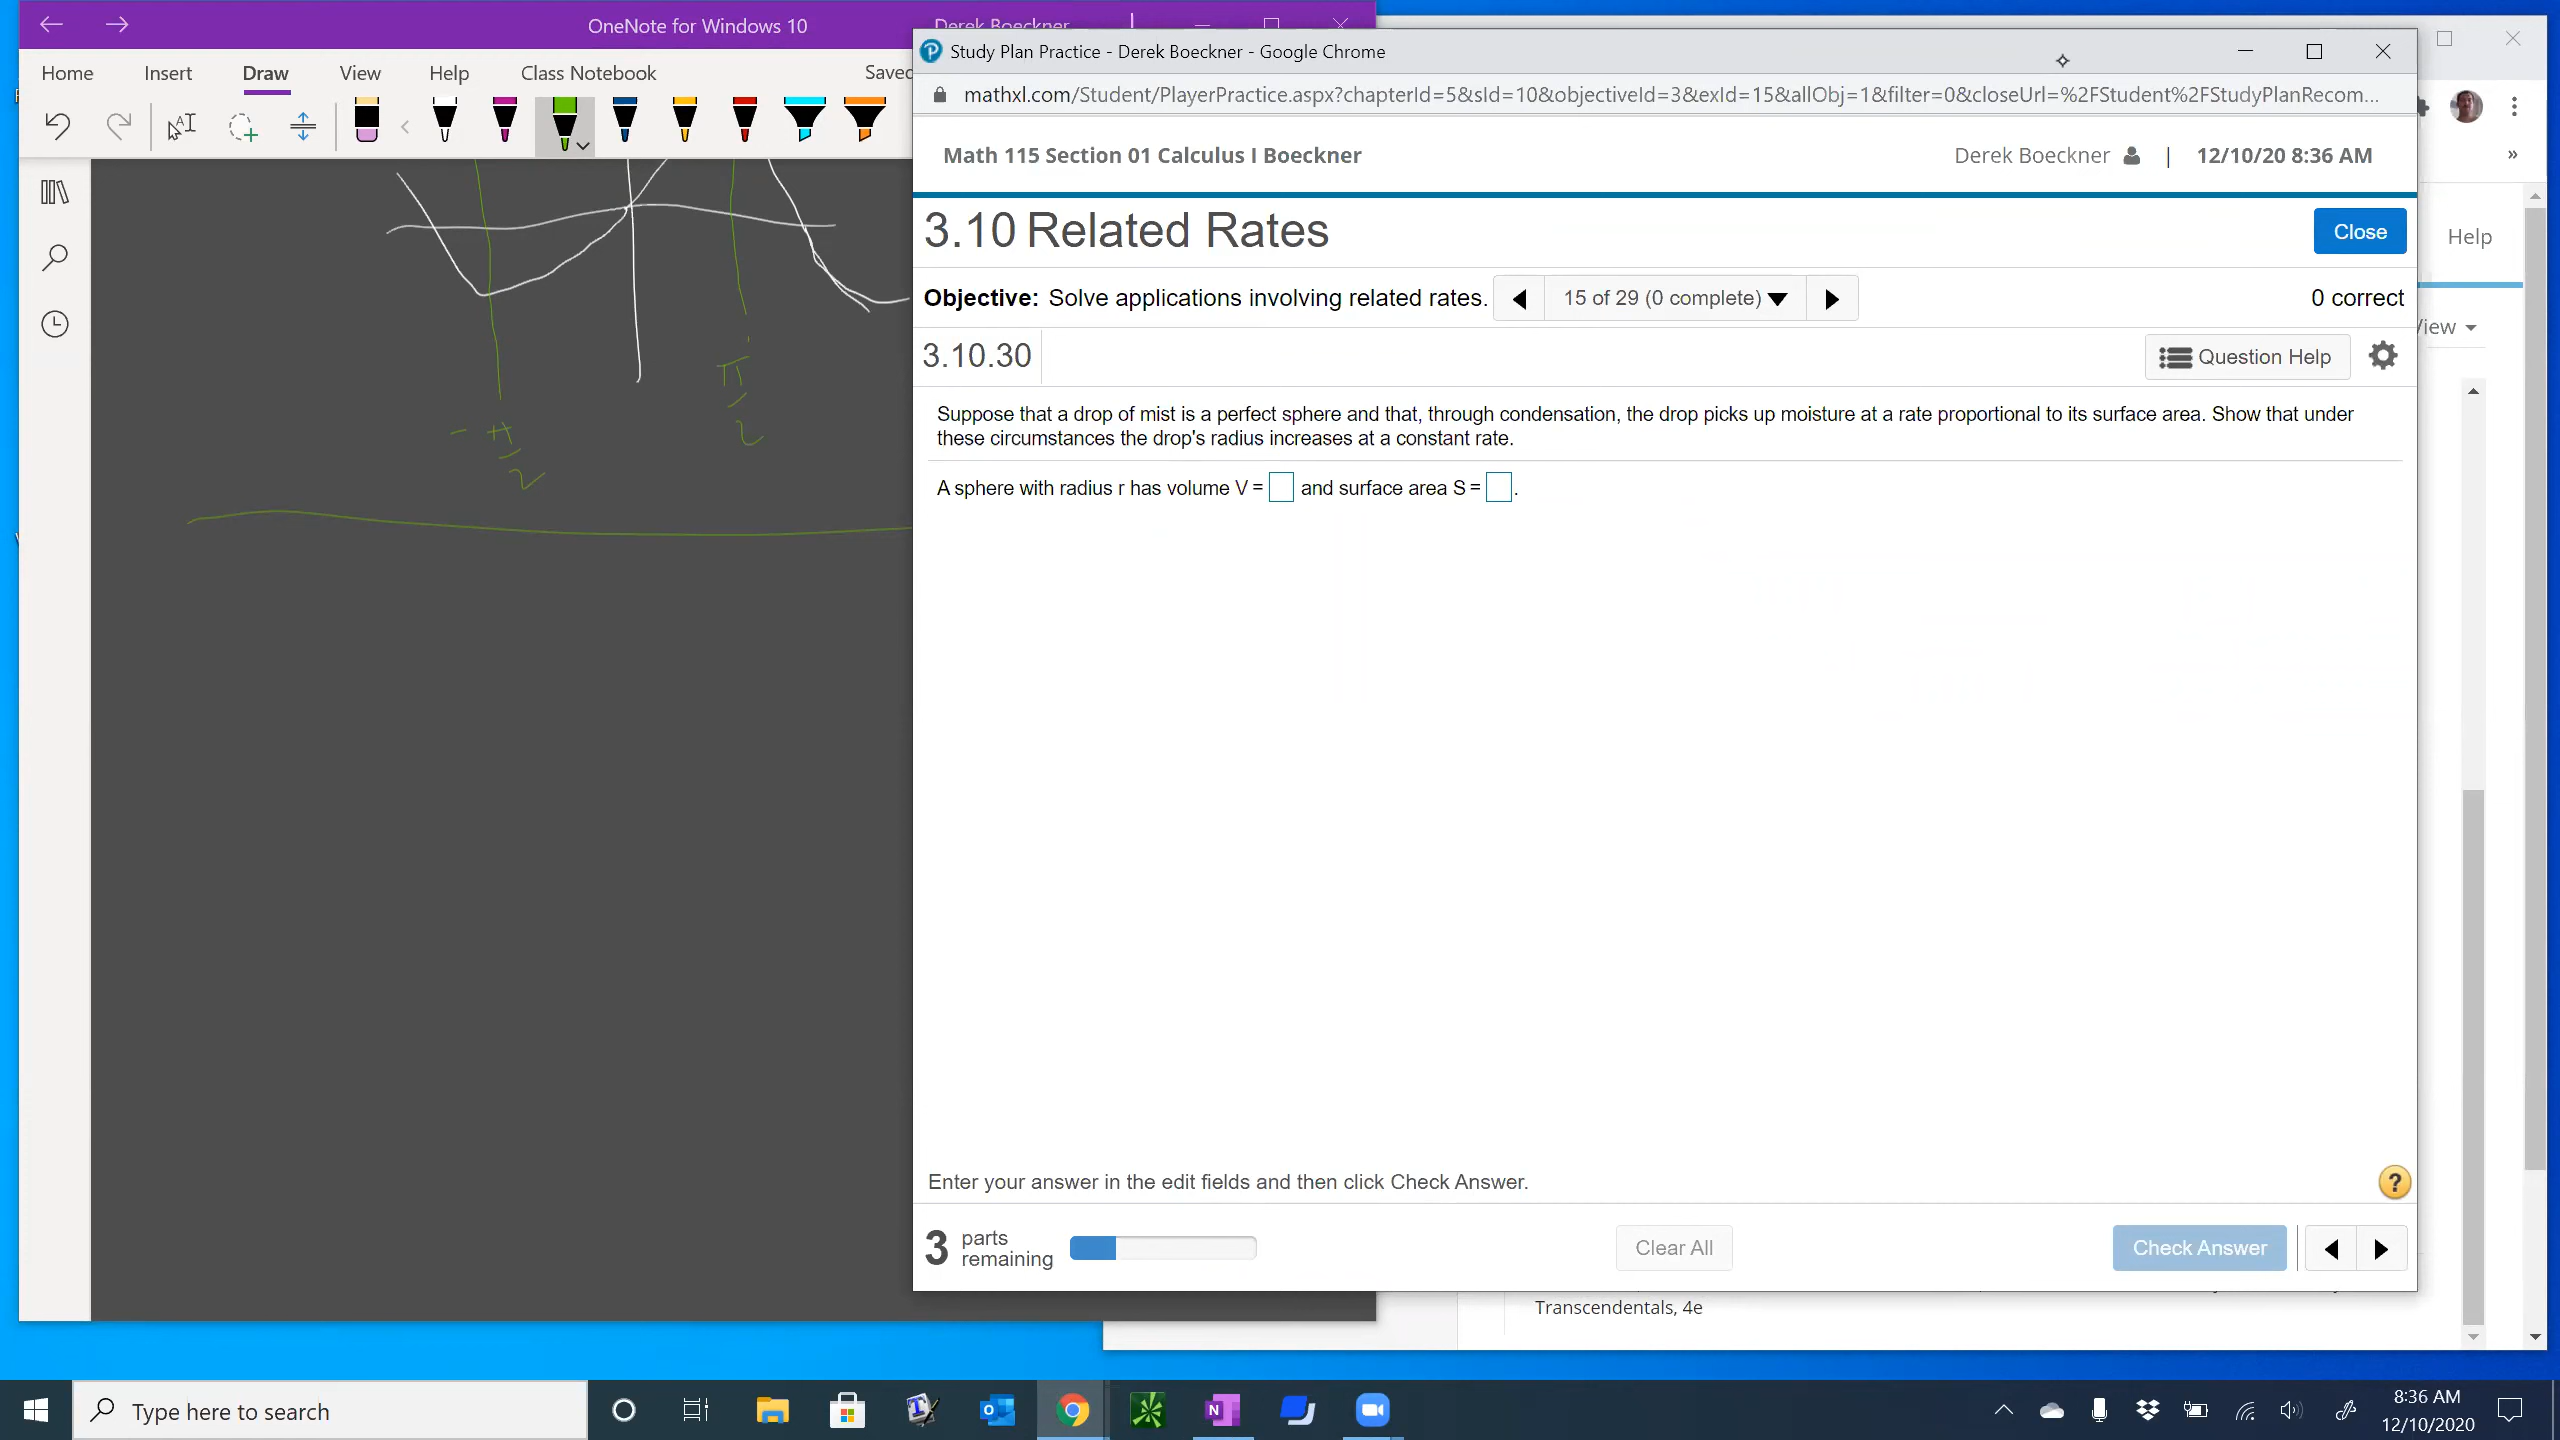 OneNote for Windows 10
Derek Boeckner
Home Insert Draw View Help Class Notebook Saved
π
2
- π
2
Study Plan Practice - Derek Boeckner - Google Chrome
mathxl.com/Student/PlayerPractice.aspx?chapterId=5&sId=10&objectiveId=3&exId=15&allObj=1&filter=0&closeUrl=%2FStudent%2FStudyPlanRecom...
Math 115 Section 01 Calculus I Boeckner
Derek Boeckner | 12/10/20 8:36 AM
3.10 Related Rates
Close
Help
Objective: Solve applications involving related rates.
15 of 29 (0 complete)
0 correct
View
3.10.30
Question Help
Suppose that a drop of mist is a perfect sphere and that, through condensation, the drop picks up moisture at a rate proportional to its surface area. Show that under
these circumstances the drop's radius increases at a constant rate.
A sphere with radius r has volume V = and surface area S = .
Enter your answer in the edit fields and then click Check Answer.
?
3 parts
remaining
Clear All
Check Answer
Transcendentals, 4e
Type here to search
8:36 AM
12/10/2020